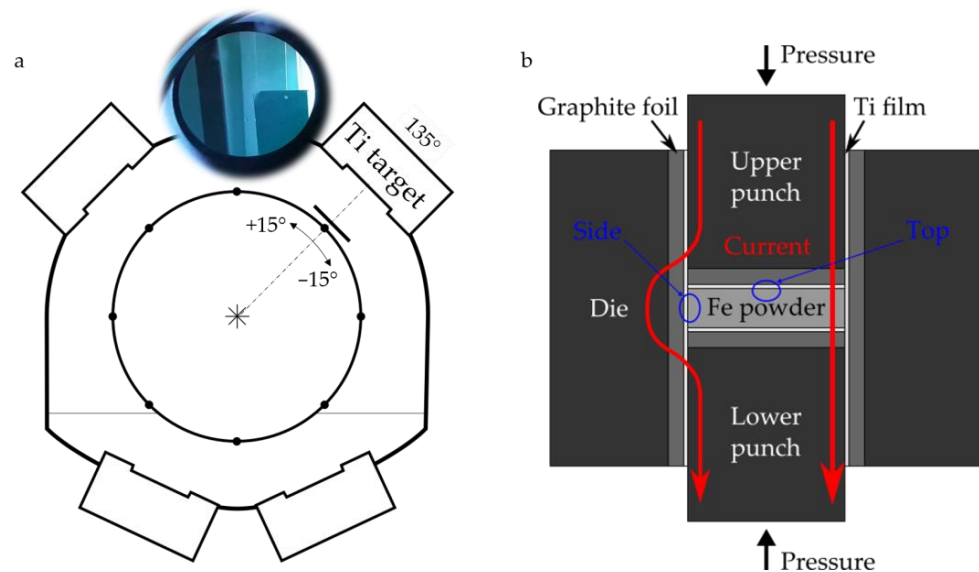 a
135°
Ti target
+15°
−15°
b
Pressure
Graphite foil
Ti film
Upper
punch
Side
Current
Top
Die
Fe powder
Lower
punch
Pressure